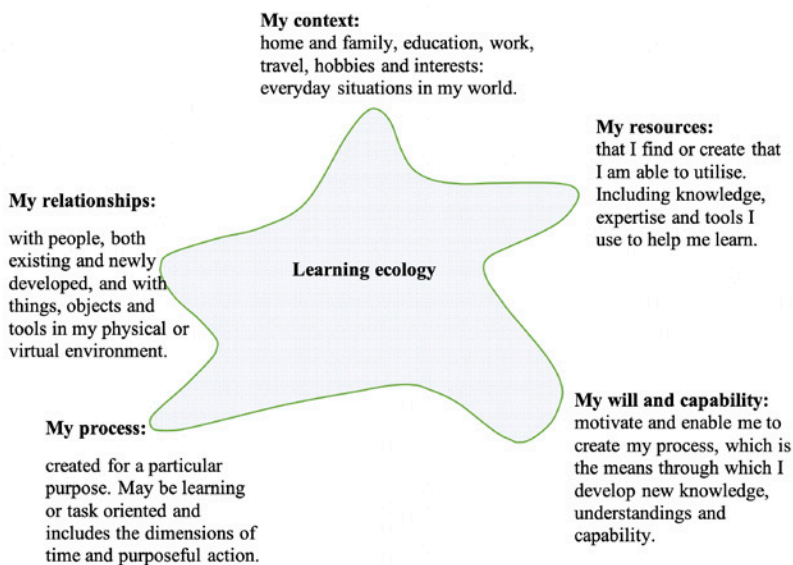 My context:
home and family, education, work,
travel, hobbies and interests:
everyday situations in my world.
My resources:
that I find or create that
I am able to utilise.
Including knowledge,
expertise and tools I
use to help me learn.
My relationships:
with people, both
existing and newly
developed, and with
things, objects and
tools in my physical or
virtual environment.
Learning ecology
My will and capability:
motivate and enable me to
create my process, which is
the means through which I
develop new knowledge,
understandings and
capability.
My process:
created for a particular
purpose. May be learning
or task oriented and
includes the dimensions of
time and purposeful action.